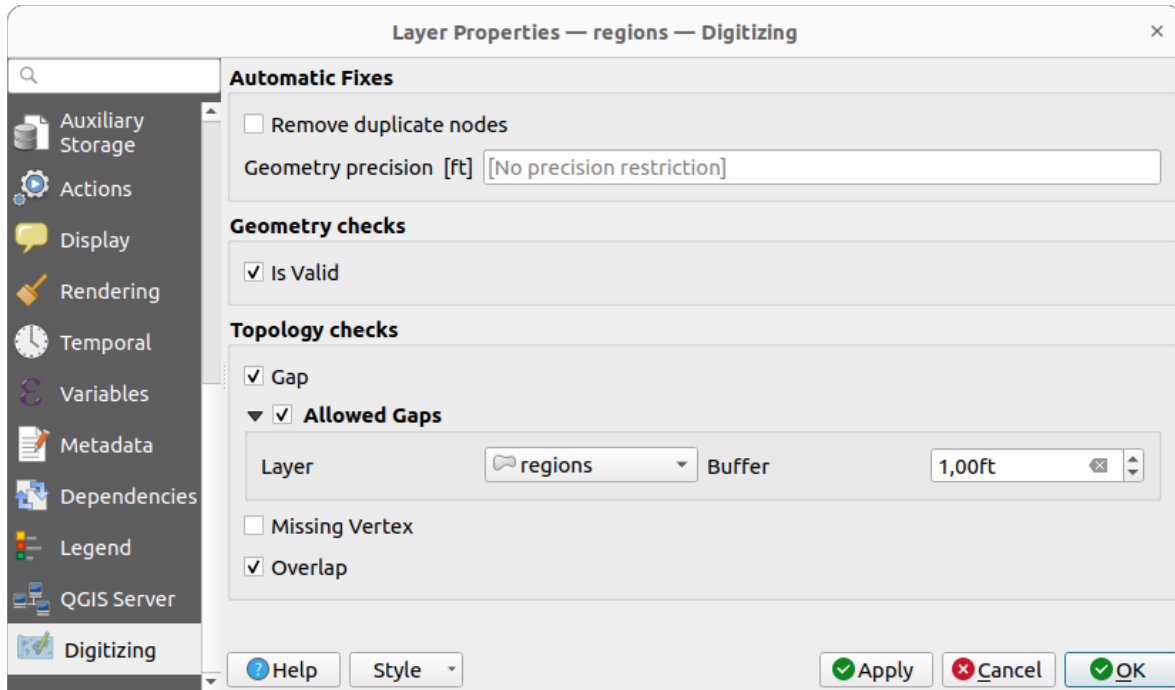 Layer Properties — regions — Digitizing
Auxiliary
Storage
Actions
Display
Rendering
Temporal
Variables
Metadata
Dependencies
Legend
QGIS Server
Digitizing
Automatic Fixes
Remove duplicate nodes
Geometry precision [ft] [No precision restriction]
Geometry checks
Is Valid
Topology checks
Gap
Allowed Gaps
Layer regions Buffer 1,00ft
Missing Vertex
Overlap
Help Style Apply Cancel OK